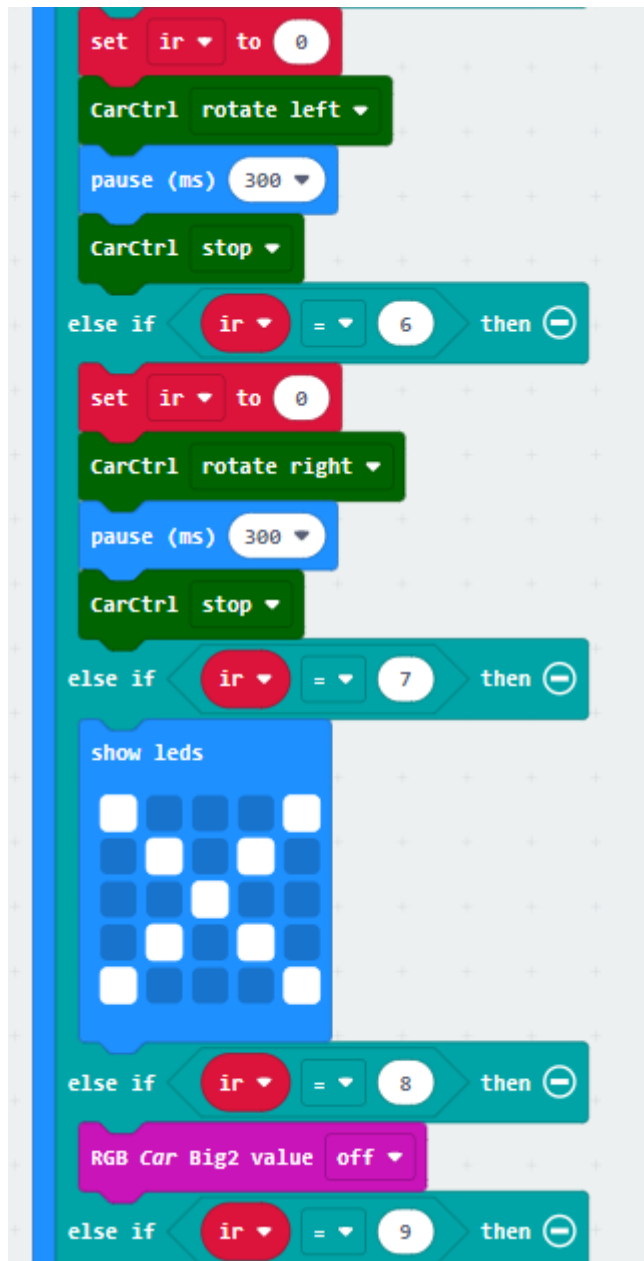 set ir to 0
CarCtrl rotate left
pause (ms) 300
CarCtrl stop
else if ir = 6 then
set ir to 0
CarCtrl rotate right
pause (ms) 300
CarCtrl stop
else if ir = 7 then
show leds
else if ir = 8 then
RGB Car Big2 value off
else if ir = 9 then